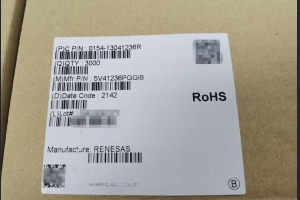 (P)C P/N : 0154-13041236R
(Q)QTY : 3000
(M)Mfr P/N : 5V41236PGGI8
(D)Date Code : 2142
(L)Lot#
RoHS
Manufacture: RENESAS
B